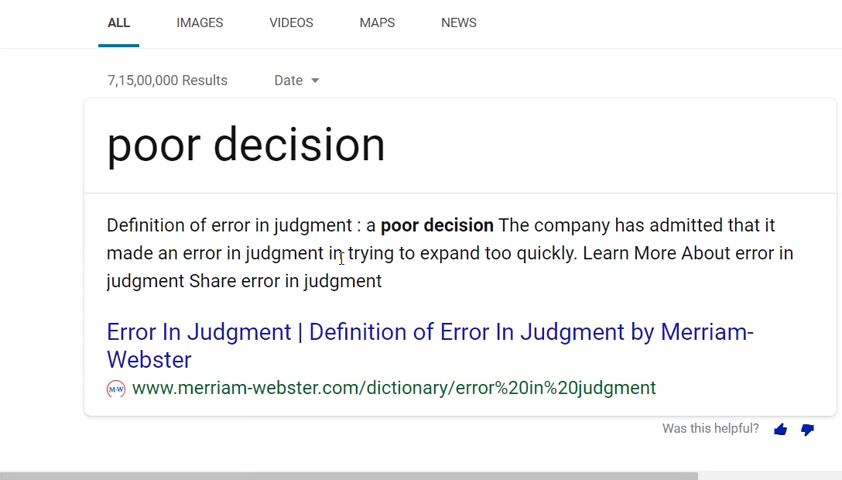 ALL IMAGES VIDEOS MAPS NEWS
7,15,00,000 Results Date
poor decision
Definition of error in judgment : a poor decision The company has admitted that it
made an error in judgment in trying to expand too quickly. Learn More About error in
judgment Share error in judgment
Error In Judgment | Definition of Error In Judgment by Merriam-
Webster
M-W www.merriam-webster.com/dictionary/error%20in%20judgment
Was this helpful?